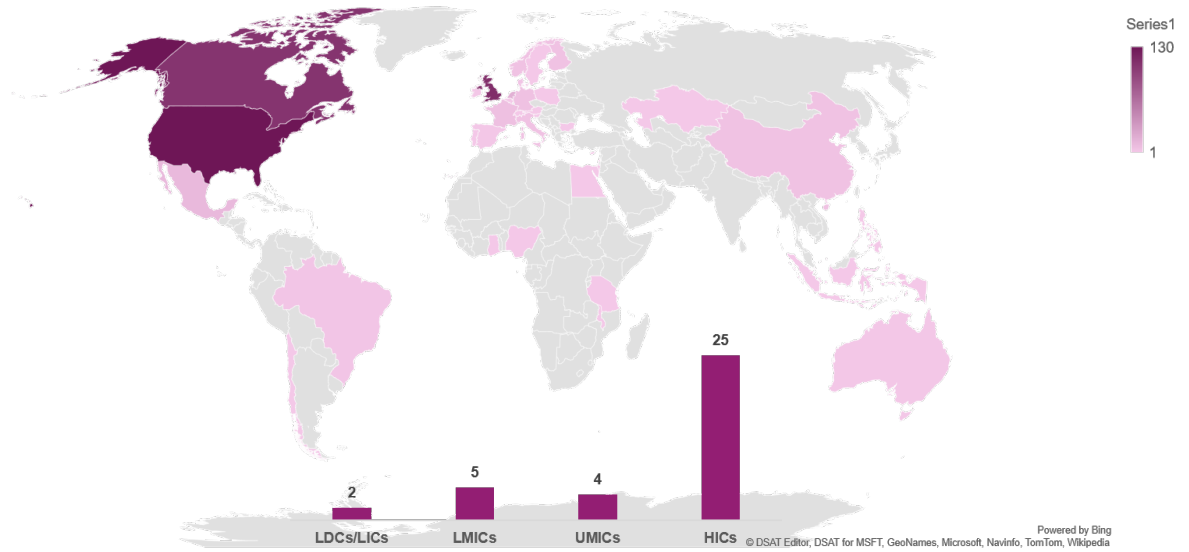 Series1
130
1
25
5
4
2
LDCs/LICs
LMICs
UMICs
HICs
Powered by Bing
© DSAT Editor, DSAT for MSFT, GeoNames, Microsoft, Navinfo, TomTom, Wikipedia